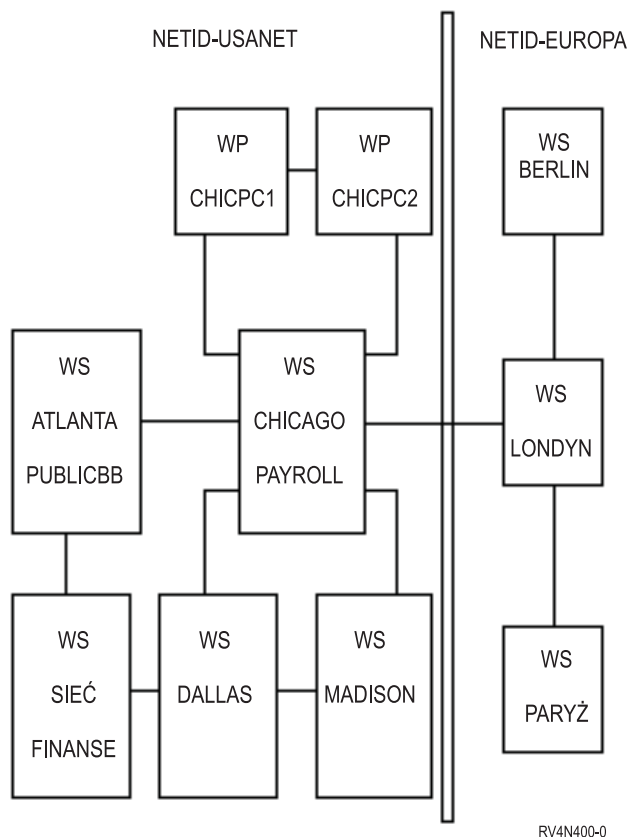 NETID-USANET
NETID-EUROPA
WP
CHICPC1
WP
CHICPC2
WS
BERLIN
WS
ATLANTA
PUBLICBB
WS
CHICAGO
PAYROLL
WS
LONDYN
WS
SIEĆ
FINANSE
WS
DALLAS
WS
MADISON
WS
PARYŻ
RV4N400-0